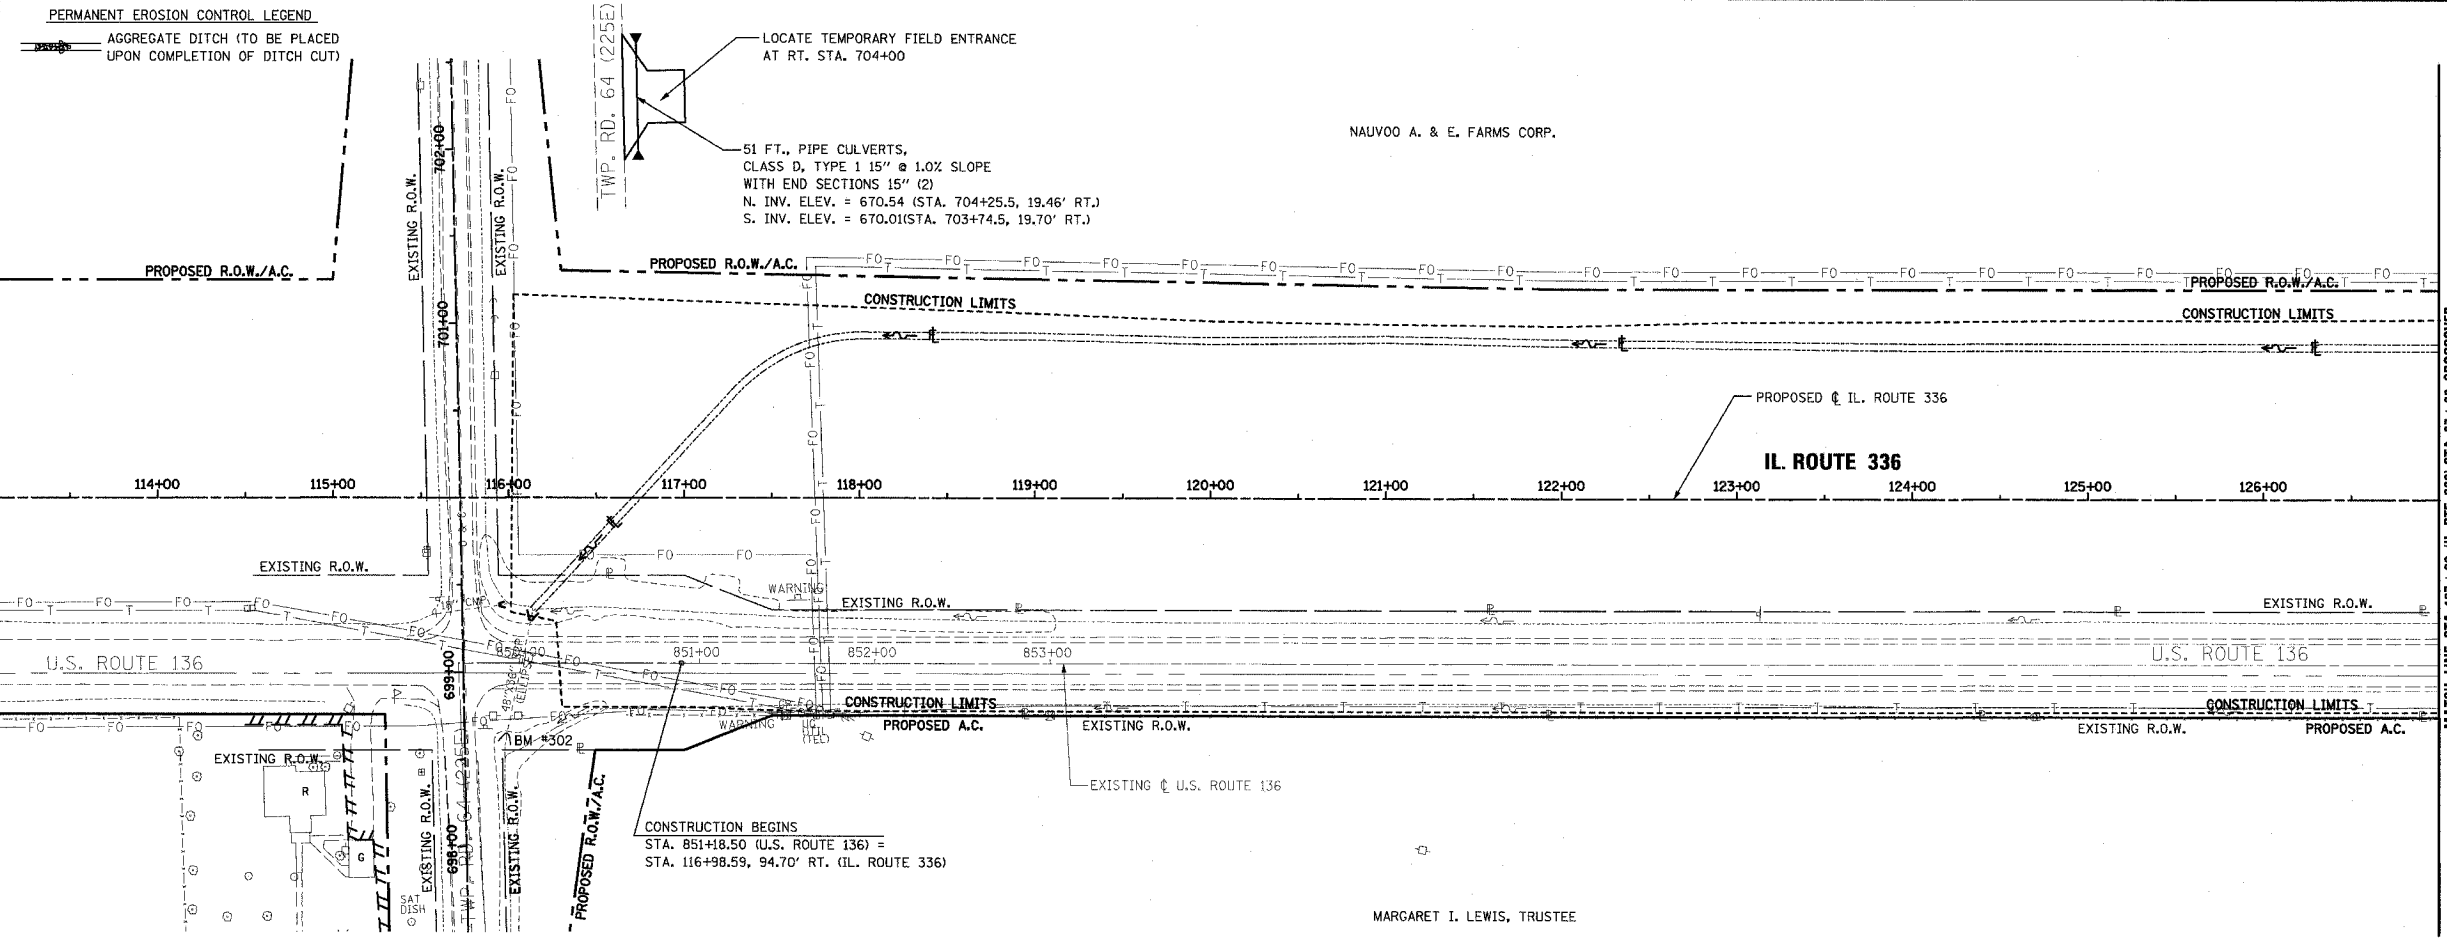 PERMANENT EROSION CONTROL LEGEND
AGGREGATE DITCH (TO BE PLACED
UPON COMPLETION OF DITCH CUT)
TWP. RD. 64 (225E)
LOCATE TEMPORARY FIELD ENTRANCE
AT RT. STA. 704+00
51 FT., PIPE CULVERTS,
CLASS D, TYPE 1 15" @ 1.0% SLOPE
WITH END SECTIONS 15" (2)
N. INV. ELEV. = 670.54 (STA. 704+25.5, 19.46' RT.)
S. INV. ELEV. = 670.01(STA. 703+74.5, 19.70' RT.)
NAUVOO A. & E. FARMS CORP.
702+00
EXISTING R.O.W.
EXISTING R.O.W.
701+00
PROPOSED R.O.W./A.C.
PROPOSED R.O.W./A.C.
PROPOSED R.O.W./A.C.
CONSTRUCTION LIMITS
CONSTRUCTION LIMITS
PROPOSED ℄ IL. ROUTE 336
IL. ROUTE 336
114+00
115+00
116+00
117+00
118+00
119+00
120+00
121+00
122+00
123+00
124+00
125+00
126+00
EXISTING R.O.W.
WARNING
EXISTING R.O.W.
EXISTING R.O.W.
U.S. ROUTE 136
699+00
851+00
852+00
853+00
U.S. ROUTE 136
CONSTRUCTION LIMITS
CONSTRUCTION LIMITS
WARNING
UG
UTIL
(TEL)
PROPOSED A.C.
EXISTING R.O.W.
EXISTING R.O.W.
PROPOSED A.C.
BM #302
EXISTING R.O.W.
R
G
EXISTING ℄ U.S. ROUTE 136
698+00
EXISTING R.O.W.
TWP. RD. 64 (225E)
EXISTING R.O.W.
PROPOSED R.O.W./A.C.
CONSTRUCTION BEGINS
STA. 851+18.50 (U.S. ROUTE 136) =
STA. 116+98.59, 94.70' RT. (IL. ROUTE 336)
SAT
DISH
MARGARET I. LEWIS, TRUSTEE